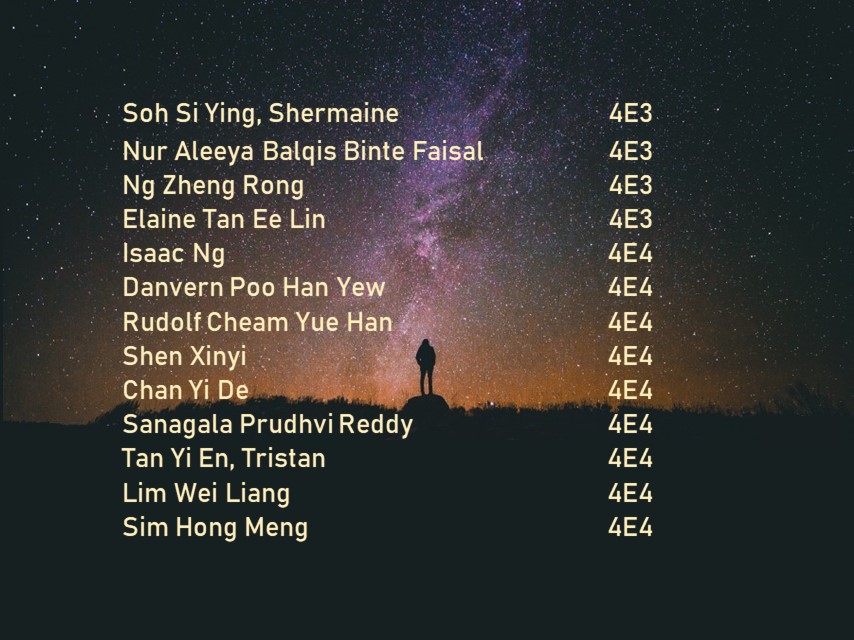 Soh Si Ying, Shermaine 4E3
Nur Aleeya Balqis Binte Faisal 4E3
Ng Zheng Rong 4E3
Elaine Tan Ee Lin 4E3
Isaac Ng 4E4
Danvern Poo Han Yew 4E4
Rudolf Cheam Yue Han 4E4
Shen Xinyi 4E4
Chan Yi De 4E4
Sanagala Prudhvi Reddy 4E4
Tan Yi En, Tristan 4E4
Lim Wei Liang 4E4
Sim Hong Meng 4E4